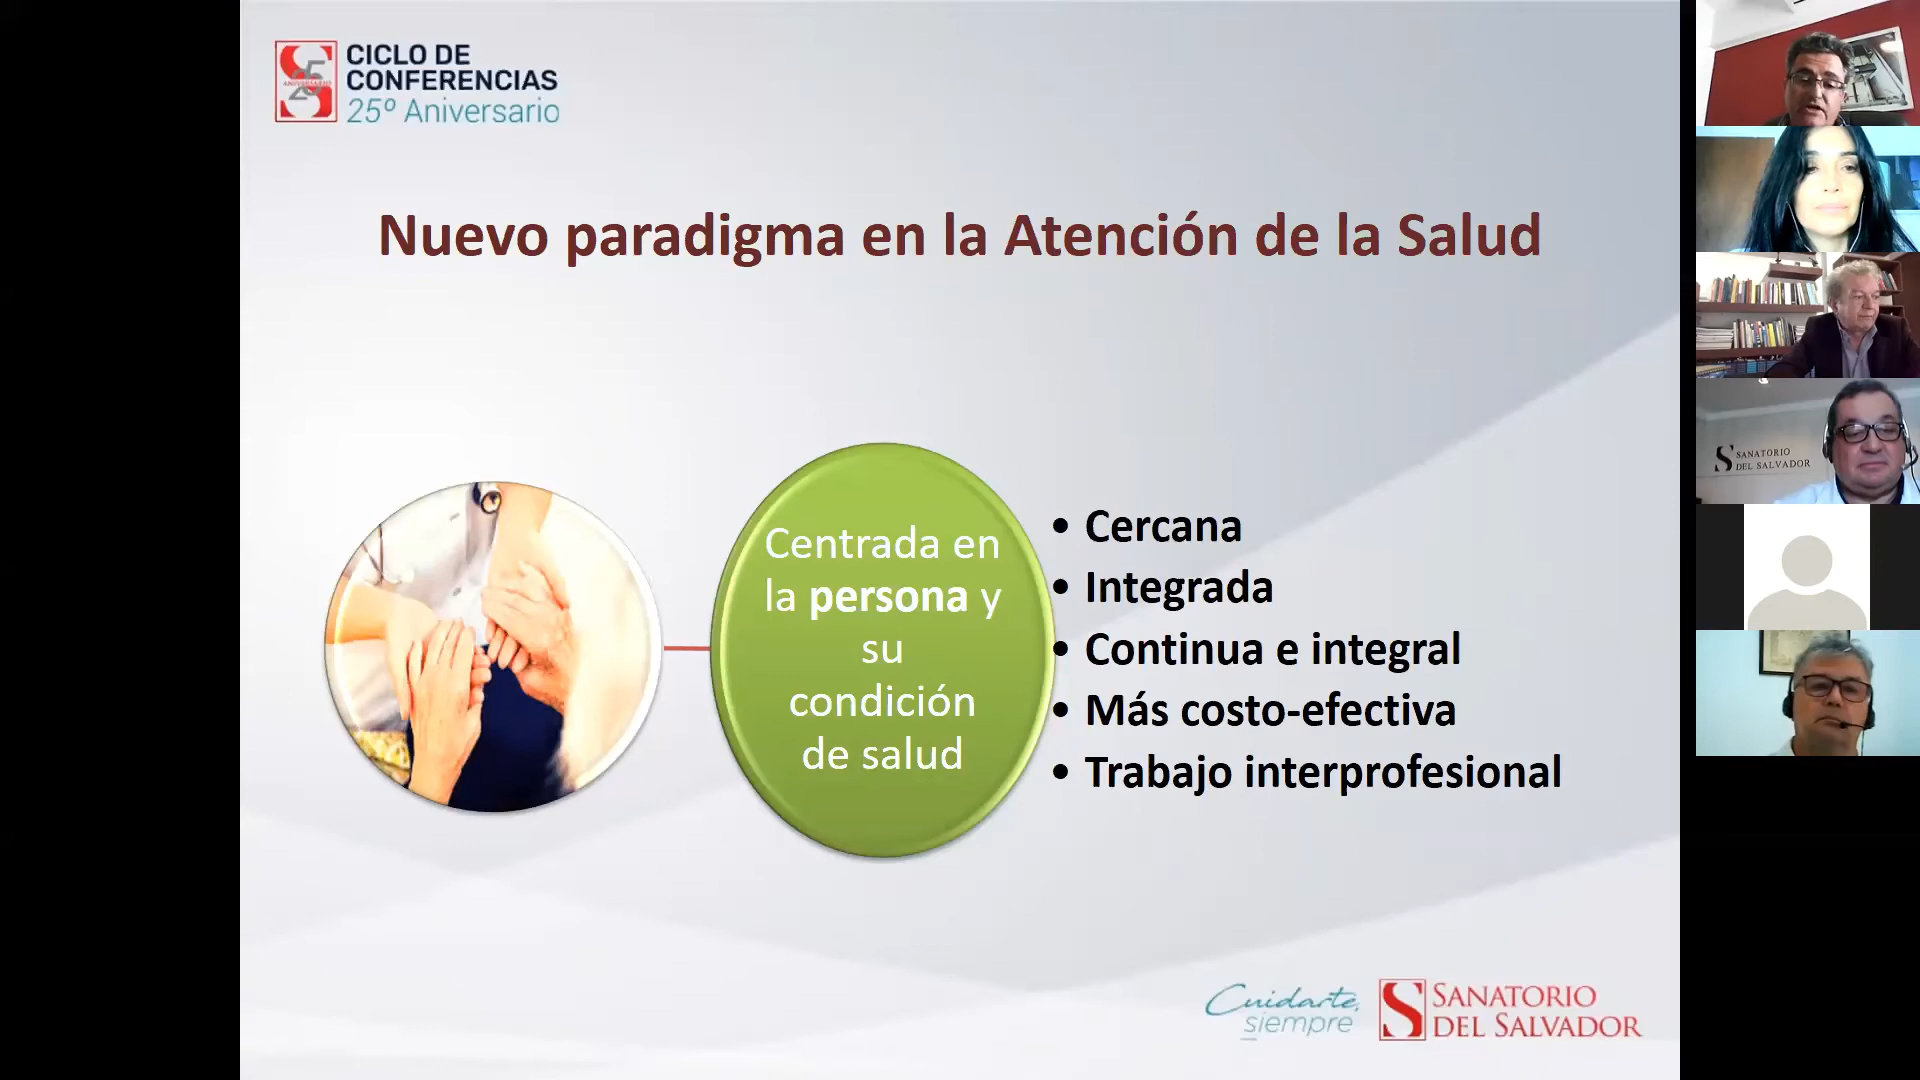 CICLO DE
CONFERENCIAS
25º Aniversario
25
ANIVERSARIO
Nuevo paradigma en la Atención de la Salud
Centrada en
la persona y
su
condición
de salud
• Cercana
• Integrada
• Continua e integral
• Más costo-efectiva
• Trabajo interprofesional
Cuidarte,
siempre
SANATORIO
DEL SALVADOR
SANATORIO
DEL SALVADOR